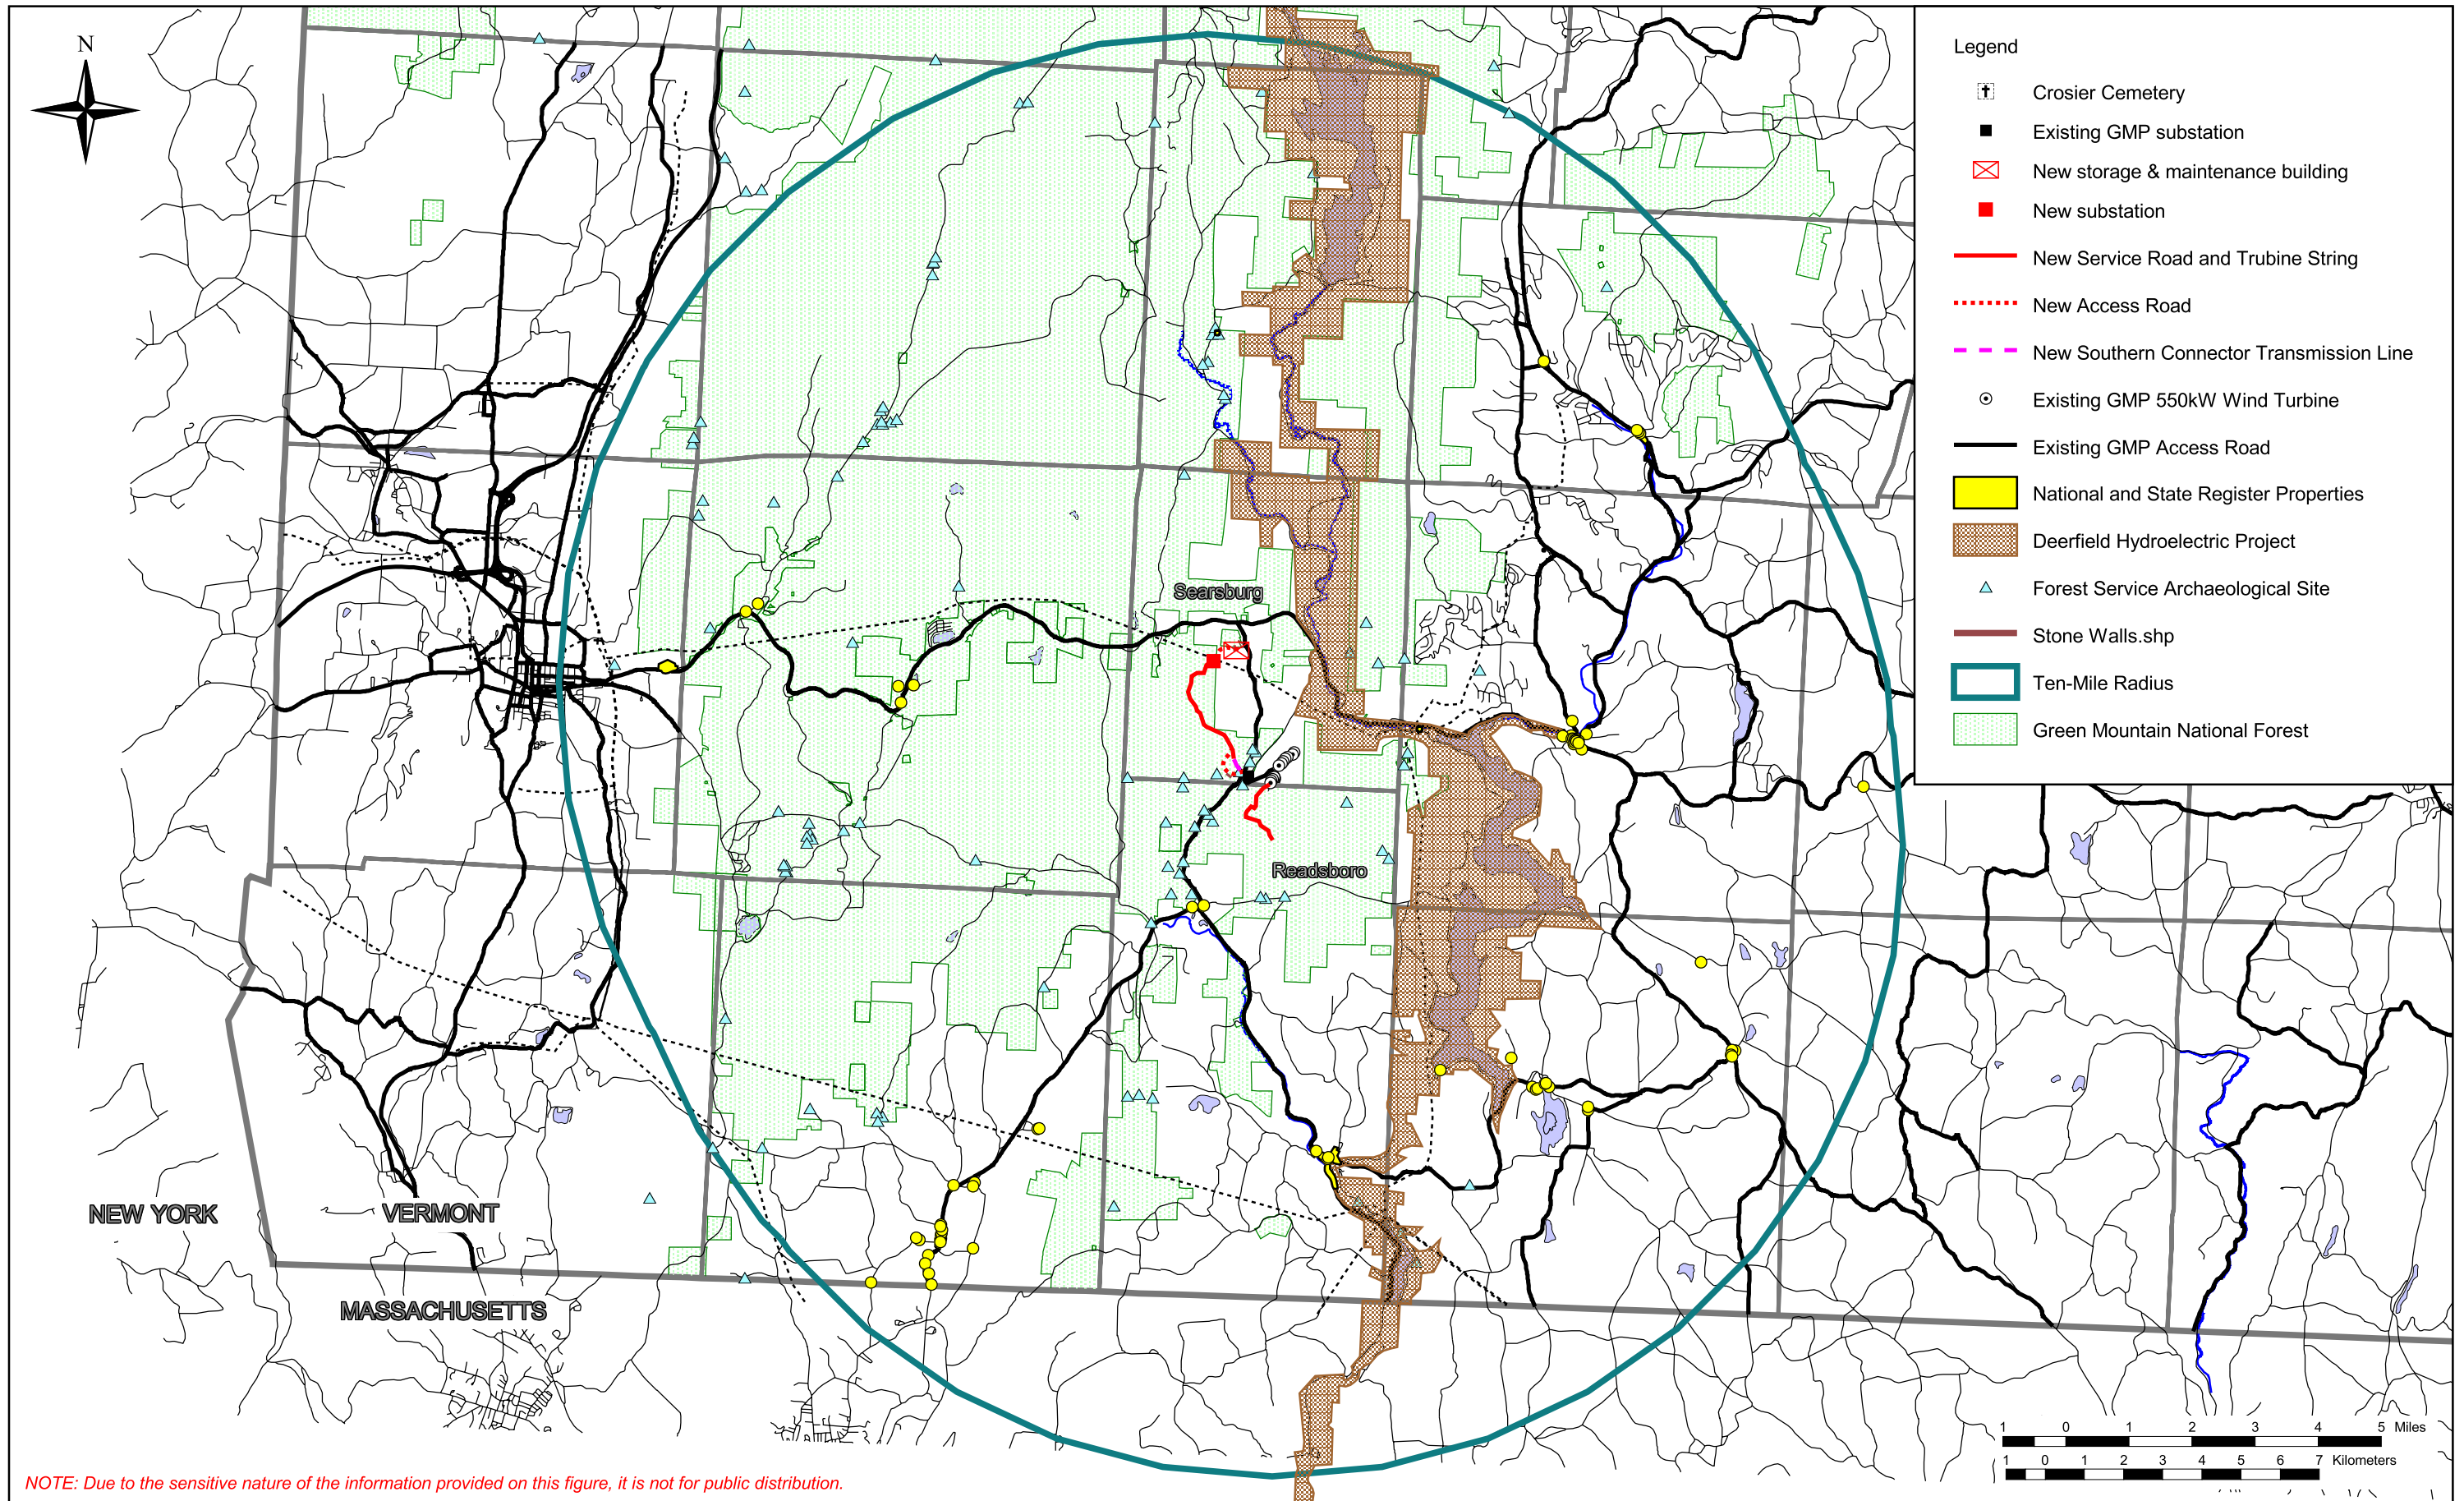 N
Legend
Crosier Cemetery
Existing GMP substation
New storage & maintenance building
New substation
New Service Road and Trubine String
New Access Road
New Southern Connector Transmission Line
Existing GMP 550kW Wind Turbine
Existing GMP Access Road
National and State Register Properties
Deerfield Hydroelectric Project
Forest Service Archaeological Site
Stone Walls.shp
Ten-Mile Radius
Green Mountain National Forest
Searsburg
Readsboro
NEW YORK
VERMONT
MASSACHUSETTS
1 0 1 2 3 4 5 Miles
1 0 1 2 3 4 5 6 7 Kilometers
NOTE: Due to the sensitive nature of the information provided on this figure, it is not for public distribution.